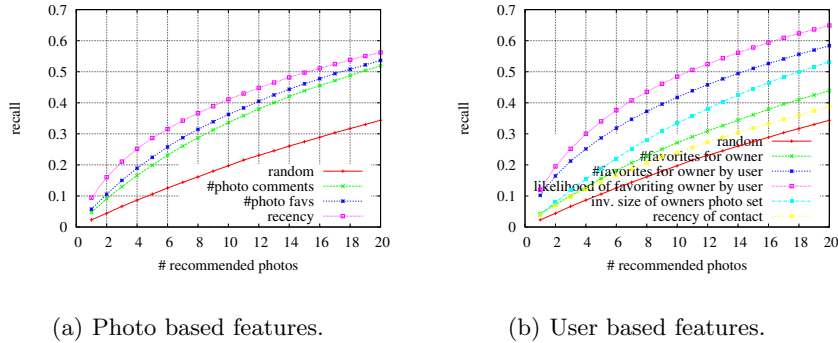 0.7
0.6
0.5
0.4
0.3
0.2
0.1
0
recall
random
#photo comments
#photo favs
recency
0 2 4 6 8 10 12 14 16 18 20
# recommended photos
(a) Photo based features.
0.7
0.6
0.5
0.4
0.3
0.2
0.1
0
recall
random
#favorites for owner
#favorites for owner by user
likelihood of favoriting owner by user
inv. size of owners photo set
recency of contact
0 2 4 6 8 10 12 14 16 18 20
# recommended photos
(b) User based features.